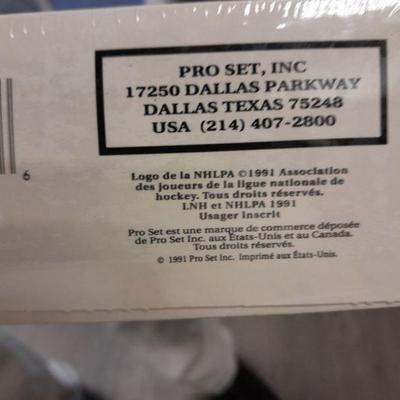 PRO SET, INC
17250 DALLAS PARKWAY
DALLAS TEXAS 75248
USA (214) 407-2800
6
Logo de la NHLPA ©1991 Association
des joueurs de la ligue nationale de
hockey. Tous droits réservés.
LNH et NHLPA 1991
Usager inscrit
Pro Set est une marque de commerce déposée
de Pro Set Inc. aux États-Unis et au Canada.
Tous droits réservés.
© 1991 Pro Set Inc. Imprimé aux États-Unis.